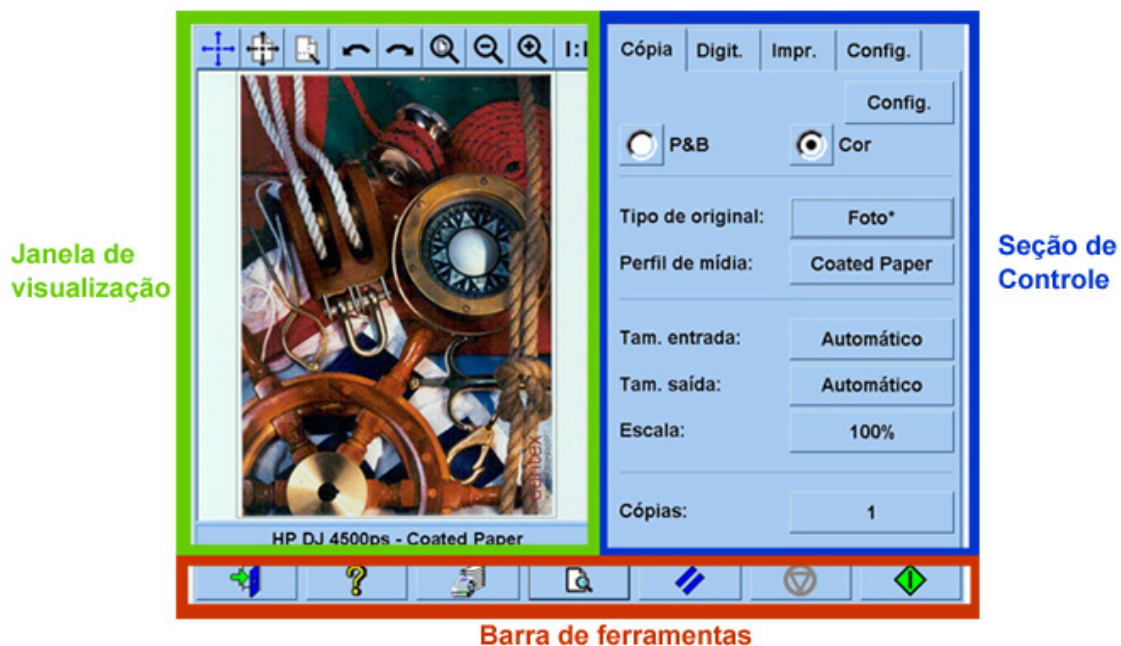 Cópia Digit. Impr. Config.
Config.
P&B Cor
Tipo de original: Foto*
Perfil de mídia: Coated Paper
Tam. entrada: Automático
Tam. saída: Automático
Escala: 100%
Cópias: 1
Janela de
visualização
Seção de
Controle
contex
HP DJ 4500ps - Coated Paper
Barra de ferramentas